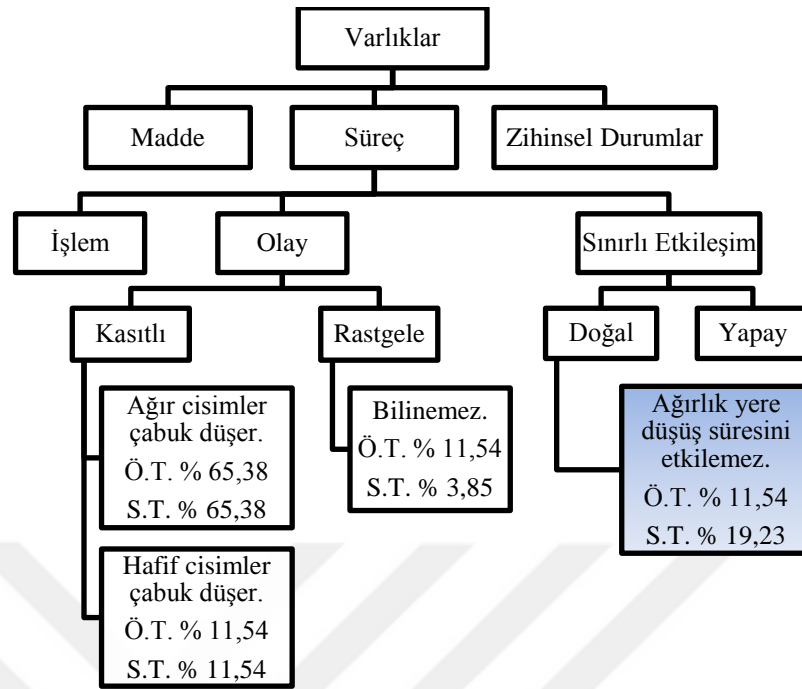 Varlıklar
Madde
Süreç
Zihinsel Durumlar
İşlem
Olay
Sınırlı Etkileşim
Kasıtlı
Rastgele
Doğal
Yapay
Ağır cisimler
çabuk düşer.
Ö.T. % 65,38
S.T. % 65,38
Bilinemez.
Ö.T. % 11,54
S.T. % 3,85
Ağırlık yere
düşüş süresini
etkilemez.
Ö.T. % 11,54
S.T. % 19,23
Hafif cisimler
çabuk düşer.
Ö.T. % 11,54
S.T. % 11,54